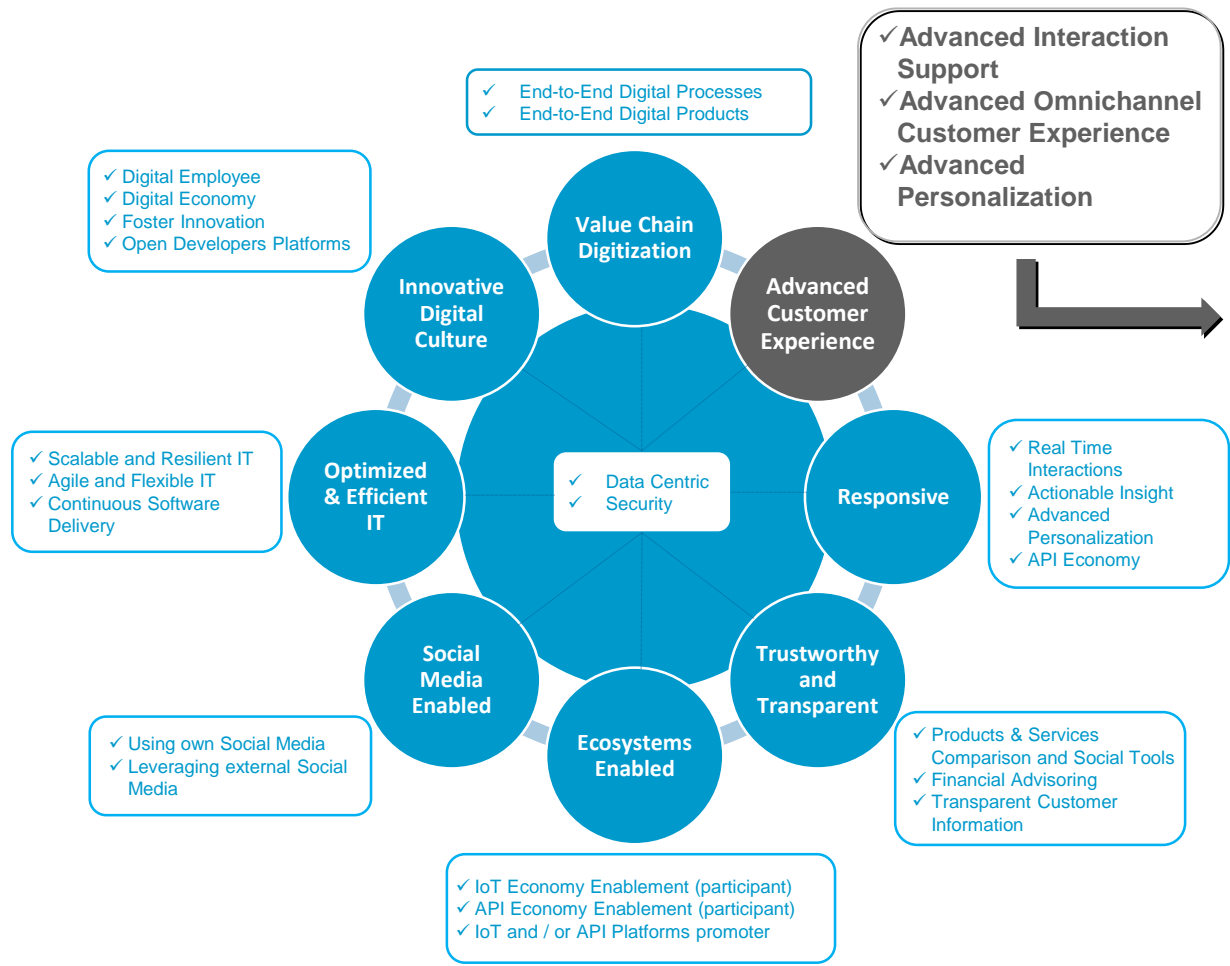 ✓Advanced Interaction
Support
✓Advanced Omnichannel
Customer Experience
✓Advanced
Personalization
✓ End-to-End Digital Processes
✓ End-to-End Digital Products
✓ Digital Employee
✓ Digital Economy
✓ Foster Innovation
✓ Open Developers Platforms
Value Chain
Digitization
Innovative
Digital
Culture
Advanced
Customer
Experience
✓ Scalable and Resilient IT
✓ Agile and Flexible IT
✓ Continuous Software
Delivery
Optimized
& Efficient
IT
✓ Data Centric
✓ Security
Responsive
✓ Real Time
Interactions
✓ Actionable Insight
✓ Advanced
Personalization
✓ API Economy
Social
Media
Enabled
Trustworthy
and
Transparent
✓ Using own Social Media
✓ Leveraging external Social
Media
Ecosystems
Enabled
✓ Products & Services
Comparison and Social Tools
✓ Financial Advisoring
✓ Transparent Customer
Information
✓ IoT Economy Enablement (participant)
✓ API Economy Enablement (participant)
✓ IoT and / or API Platforms promoter